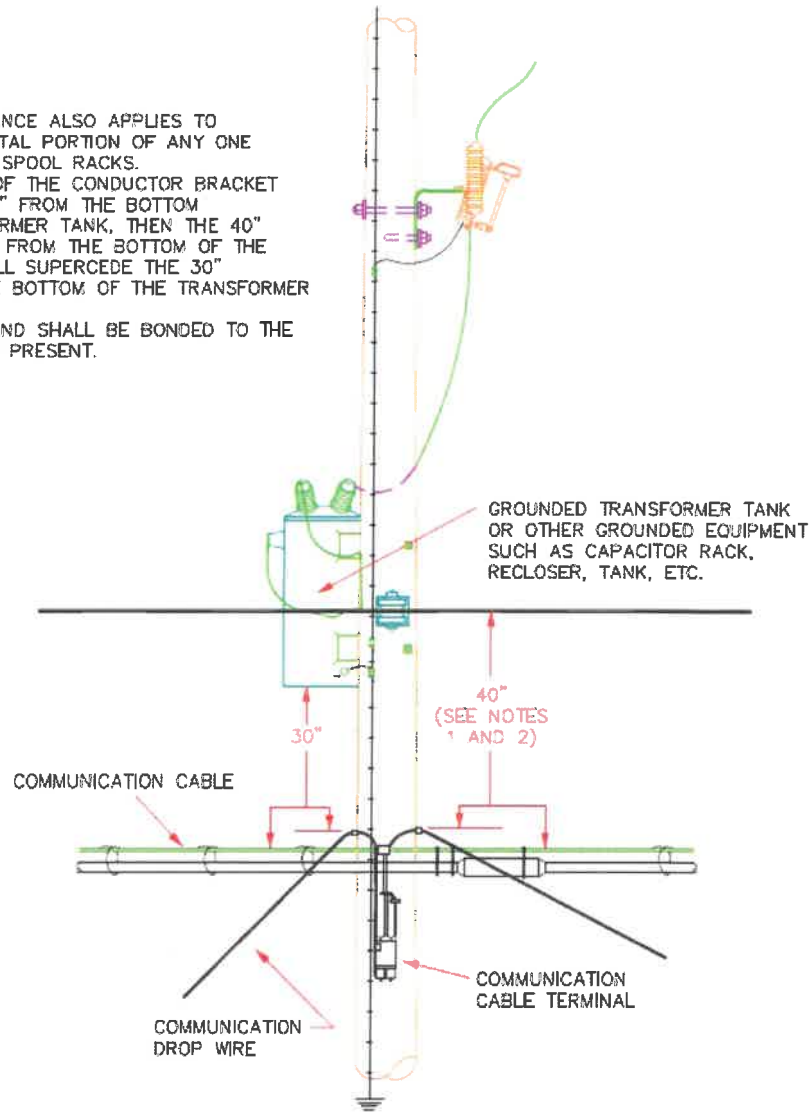 NCE ALSO APPLIES TO
TAL PORTION OF ANY ONE
SPOOL RACKS.
OF THE CONDUCTOR BRACKET
" FROM THE BOTTOM
RMER TANK, THEN THE 40"
FROM THE BOTTOM OF THE
LL SUPERCEDE THE 30"
BOTTOM OF THE TRANSFORMER
ND SHALL BE BONDED TO THE
PRESENT.
GROUNDED TRANSFORMER TANK
OR OTHER GROUNDED EQUIPMENT
SUCH AS CAPACITOR RACK,
RECLOSER, TANK, ETC.
40"
(SEE NOTES
1 AND 2)
30"
COMMUNICATION CABLE
COMMUNICATION
CABLE TERMINAL
COMMUNICATION
DROP WIRE